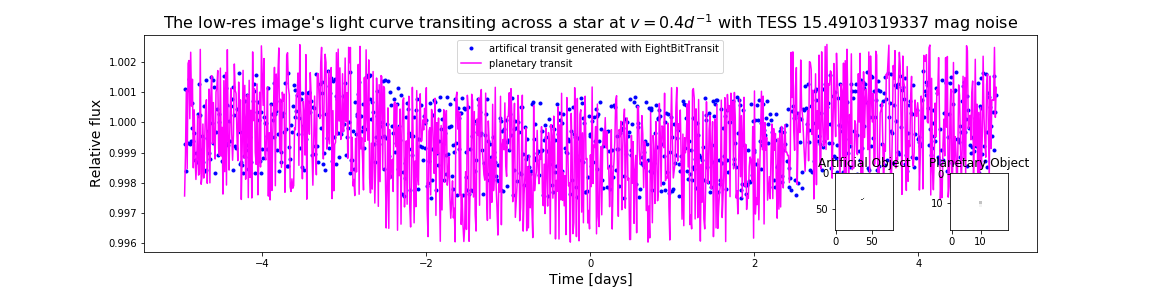 The low-res image's light curve transiting across a star at v = 0.4d⁻¹ with TESS 15.4910319337 mag noise
artifical transit generated with EightBitTransit
planetary transit
1.002
1.001
1.000
0.999
0.998
0.997
0.996
Relative flux
Artificial Object
0
50
0 50
Planetary Object
0
10
0 10
−4 −2 0 2 4
Time [days]